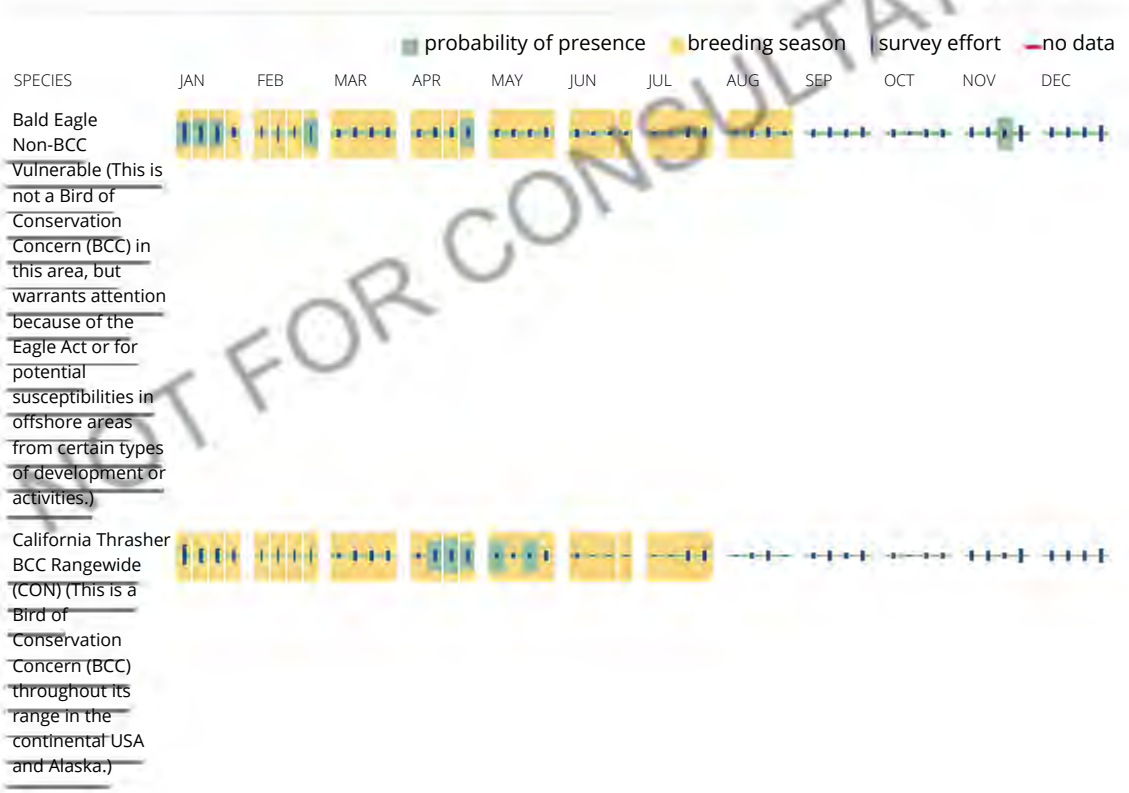 probability of presence breeding season survey effort no data
SPECIES JAN FEB MAR APR MAY JUN JUL AUG SEP OCT NOV DEC
Bald Eagle
Non-BCC
Vulnerable (This is
not a Bird of
Conservation
Concern (BCC) in
this area, but
warrants attention
because of the
Eagle Act or for
potential
susceptibilities in
offshore areas
from certain types
of development or
activities.)
California Thrasher
BCC Rangewide
(CON) (This is a
Bird of
Conservation
Concern (BCC)
throughout its
range in the
continental USA
and Alaska.)
NOT FOR CONSULTA